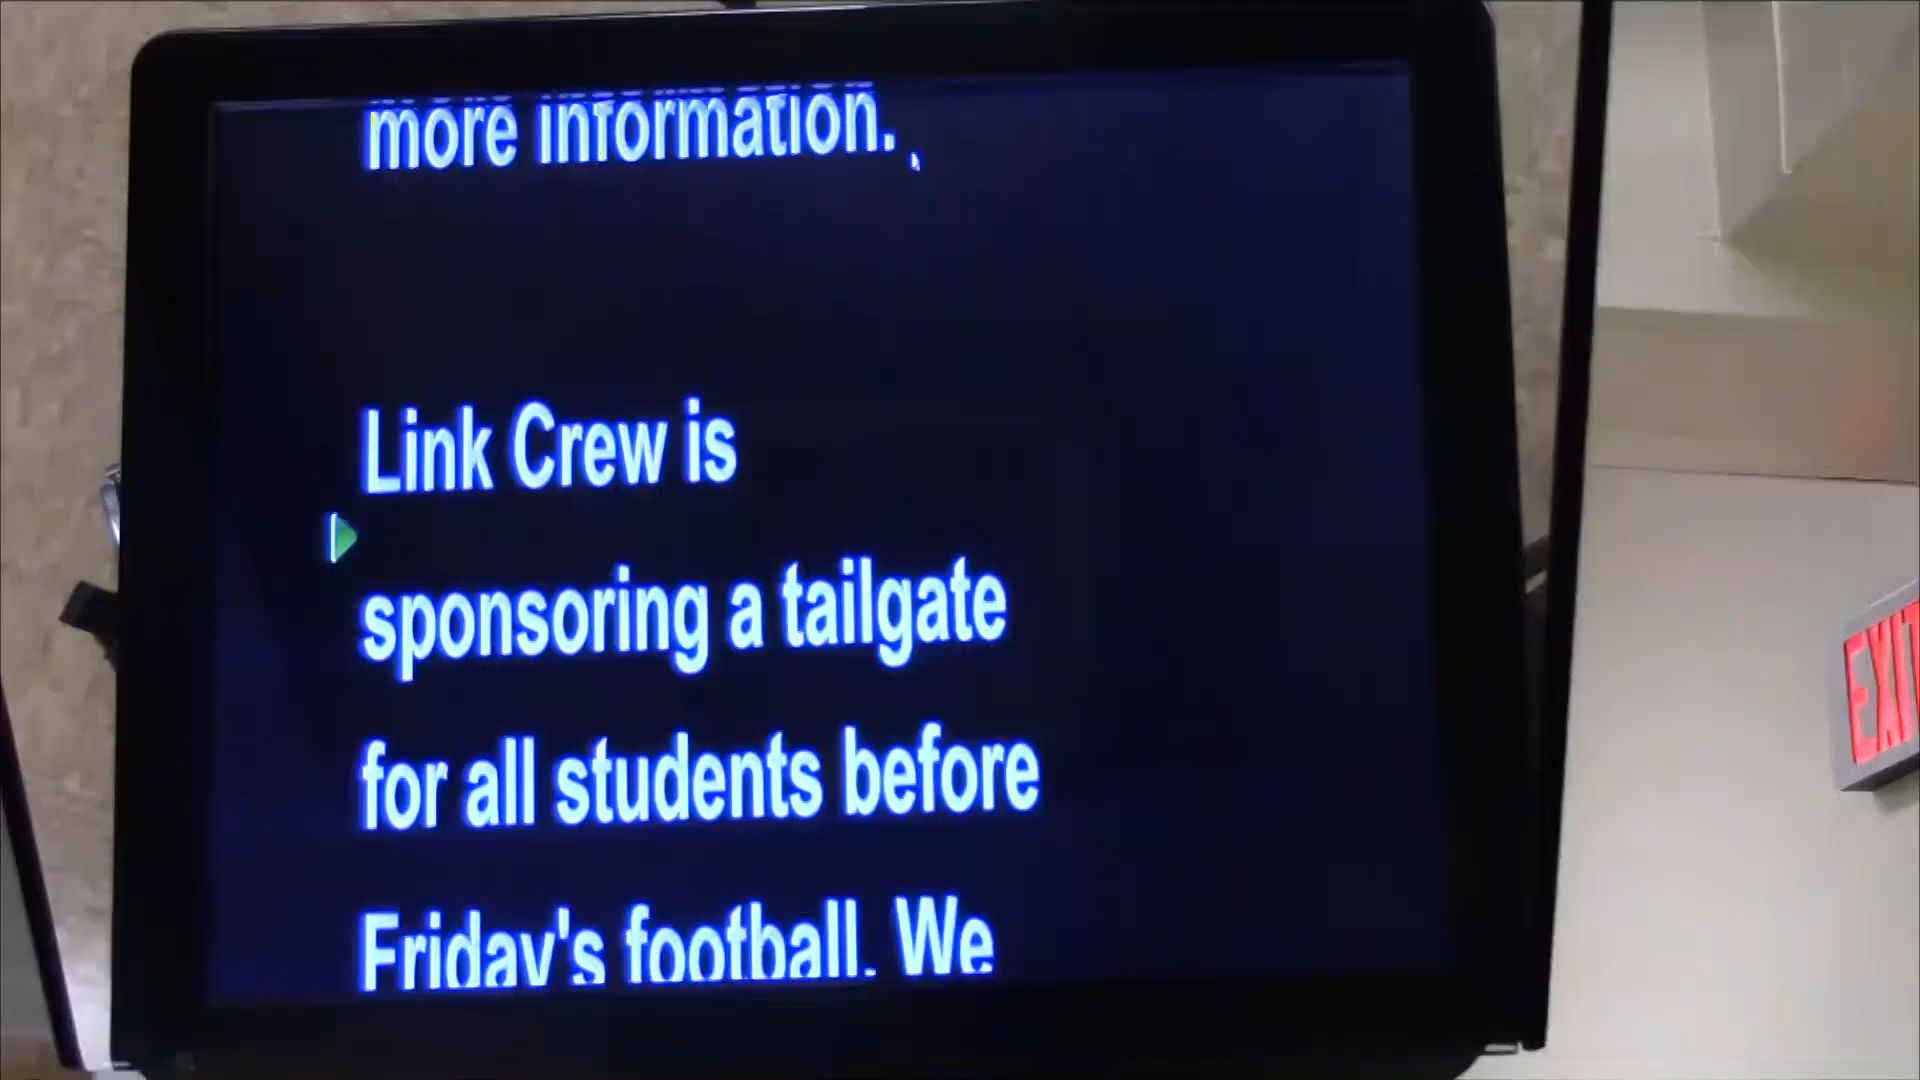 more information.
Link Crew is
sponsoring a tailgate
for all students before
Friday's football. We
EXIT